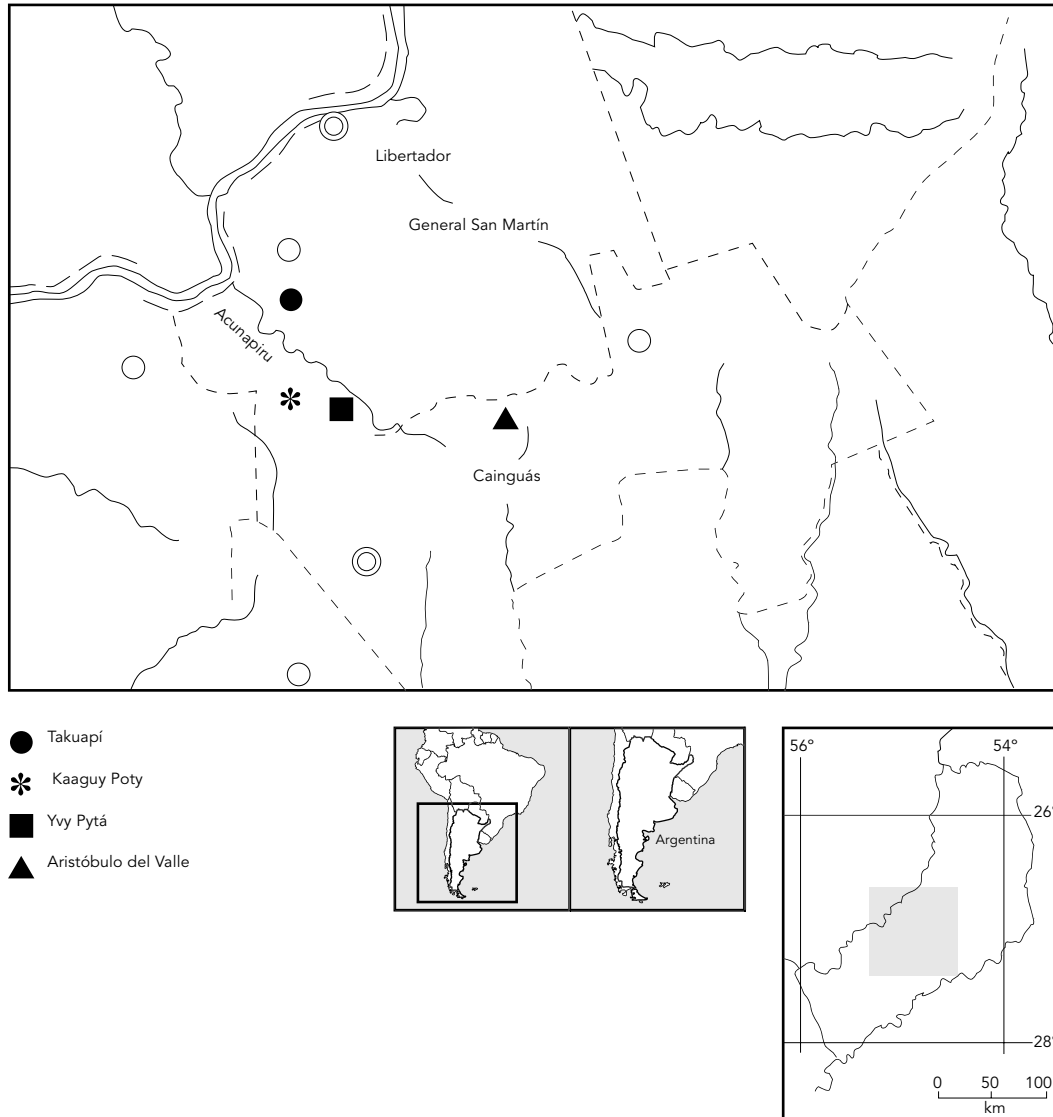 Libertador
General San Martín
Acunapiru
Cainguás
Takuapí
Kaaguy Poty
Yvy Pytá
Aristóbulo del Valle
Argentina
56°
54°
26°
28°
0 50 100
km